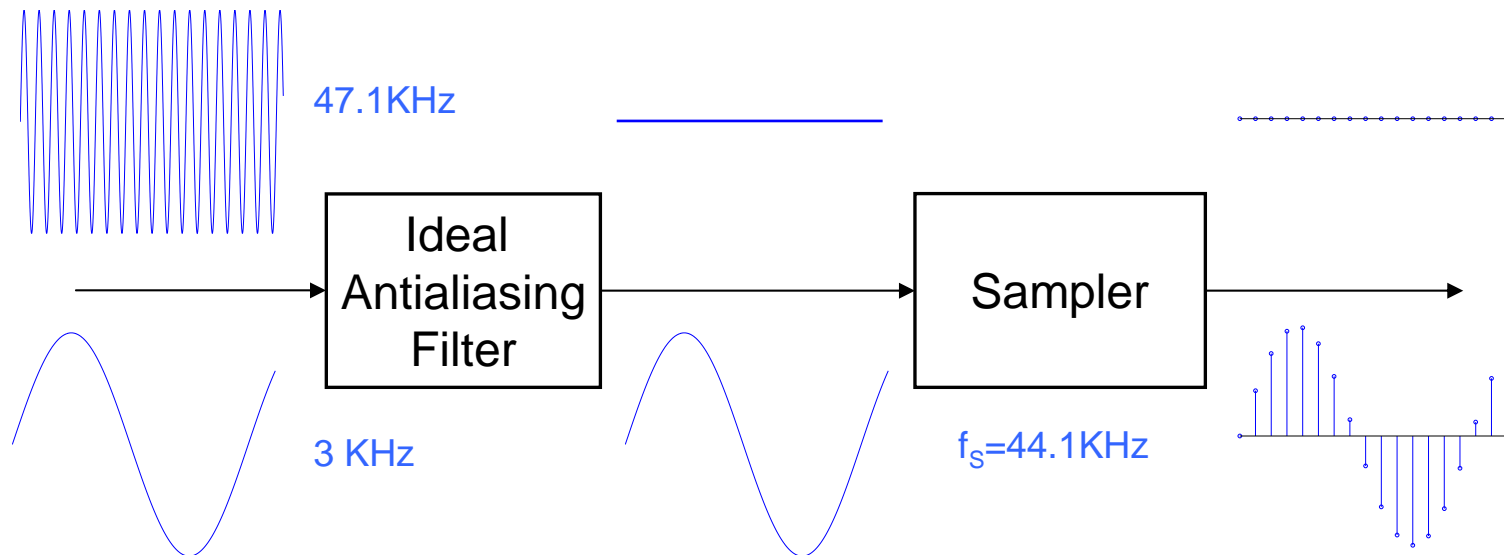 47.1KHz
Ideal
Antialiasing
Filter
Sampler
3 KHz
fS=44.1KHz